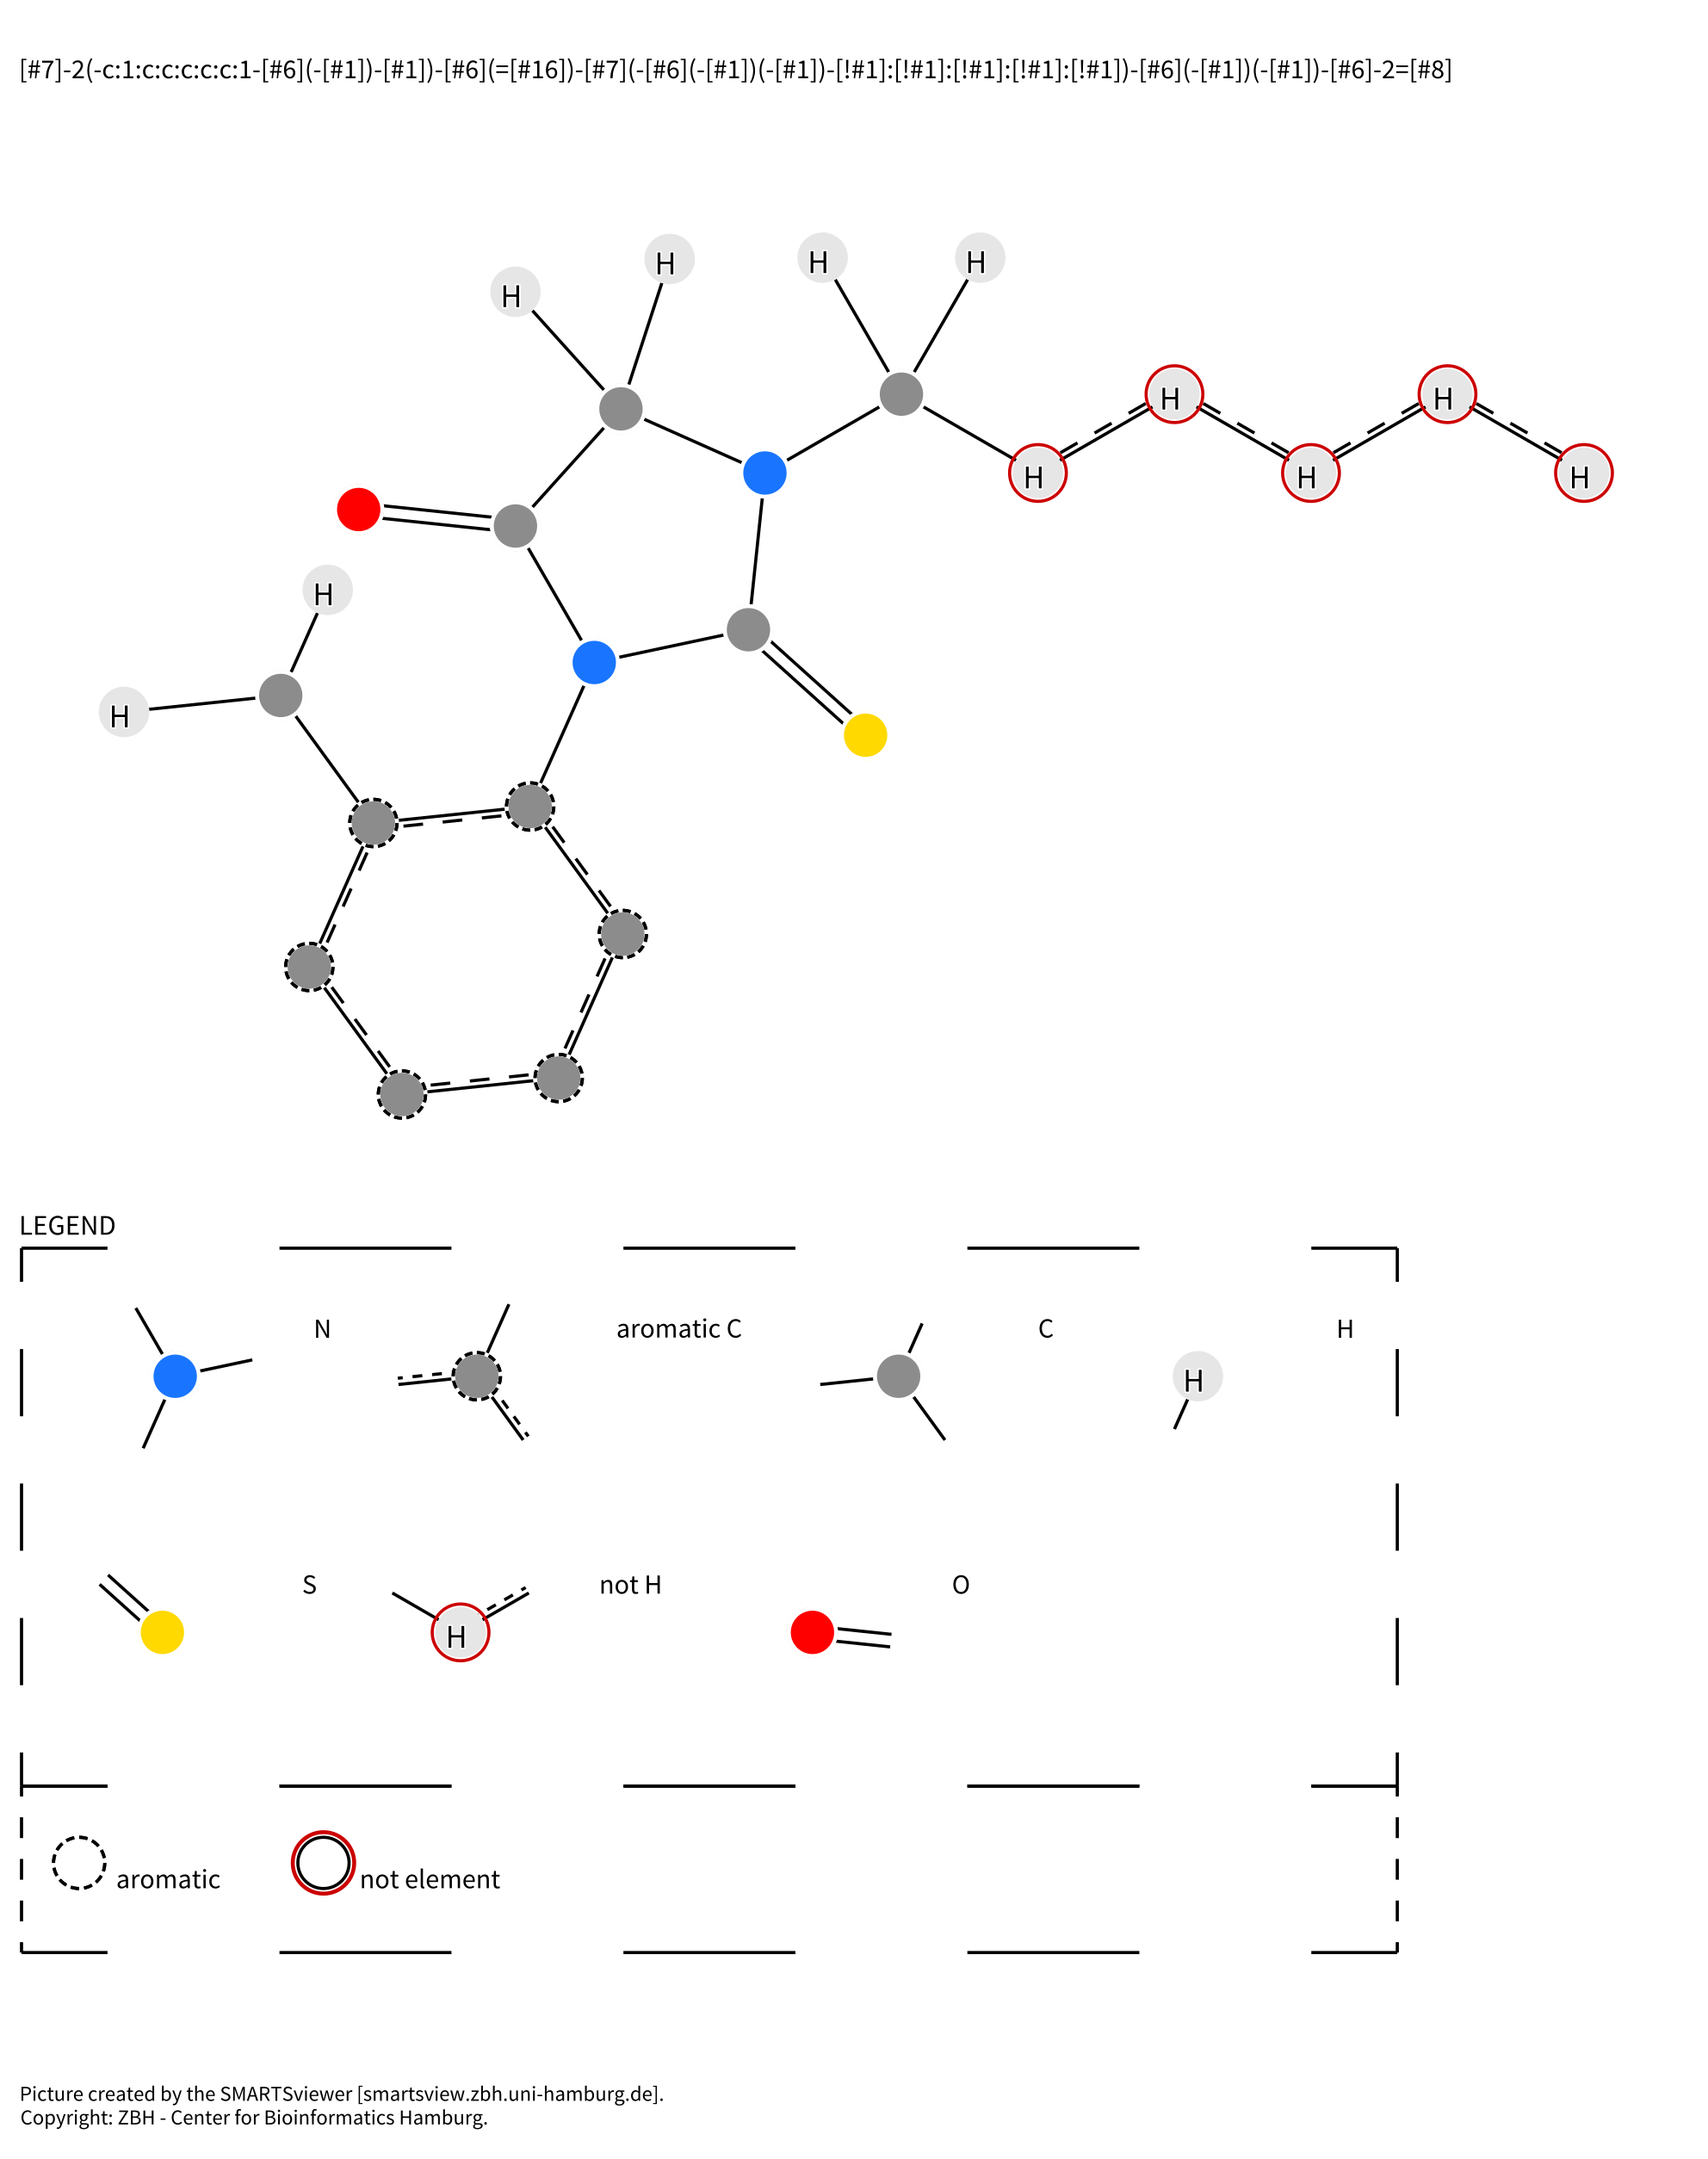 [#7]-2(-c:1:c:c:c:c:c:1-[#6](-[#1])-[#1])-[#6](=[#16])-[#7](-[#6](-[#1])(-[#1])-[!#1]:[!#1]:[!#1]:[!#1]:[!#1])-[#6](-[#1])(-[#1])-[#6]-2=[#8]
H H H H
H H
H H H
H
H
LEGEND
N aromatic C C H
H
S not H O
H
aromatic not element
Picture created by the SMARTSviewer [smartsview.zbh.uni-hamburg.de].
Copyright: ZBH - Center for Bioinformatics Hamburg.